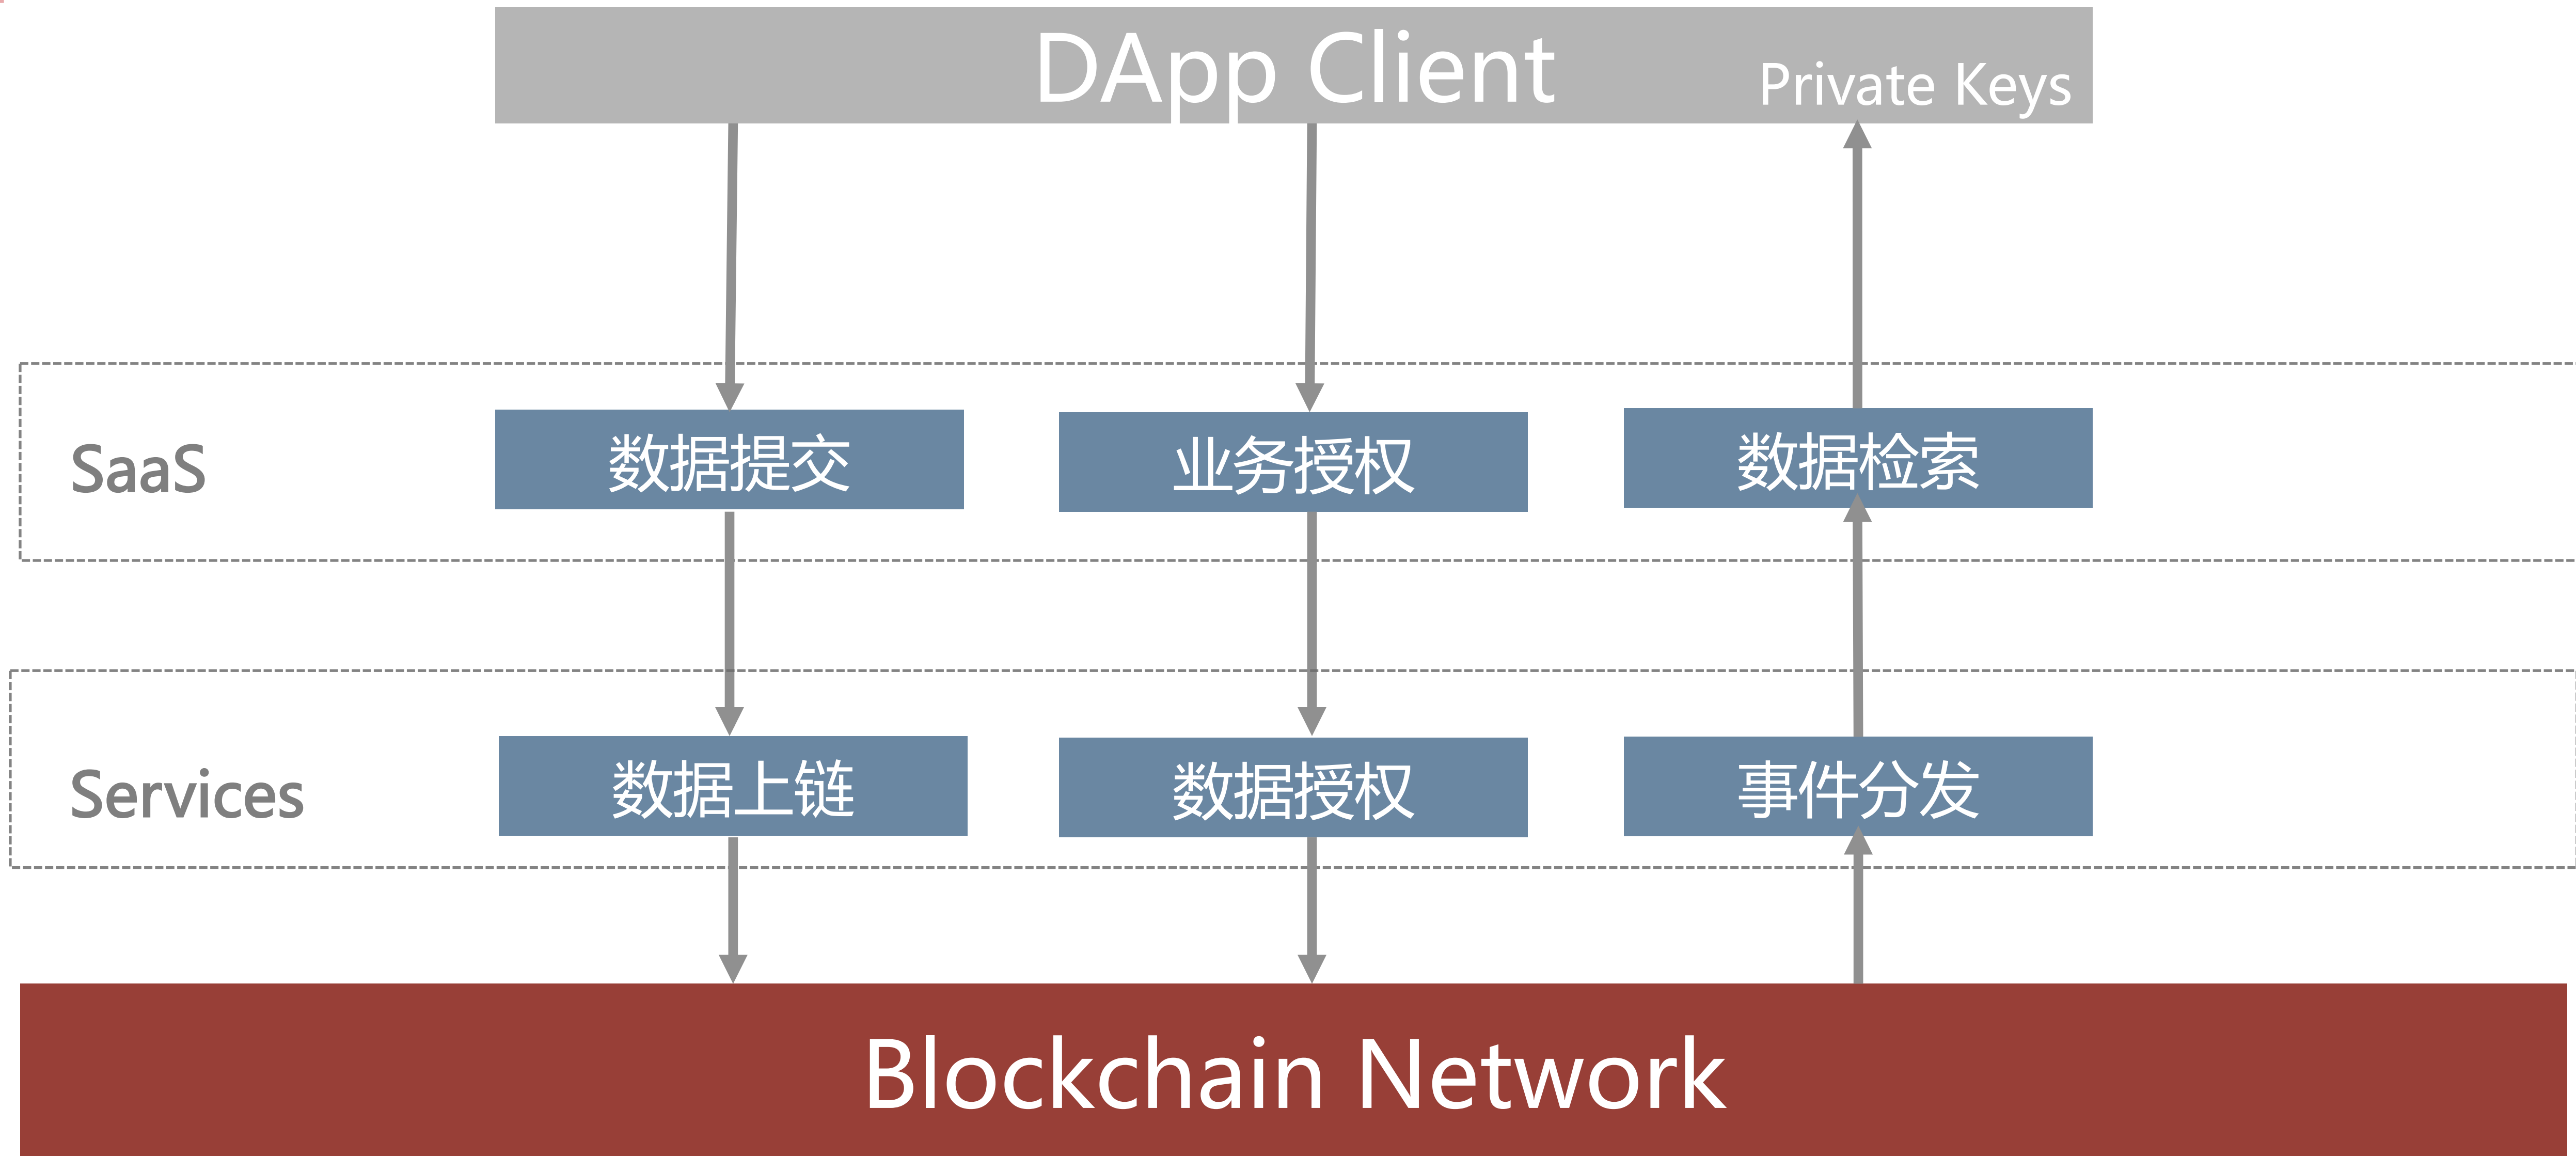 DApp Client
Private Keys
SaaS
数据提交
业务授权
数据检索
Services
数据上链
数据授权
事件分发
Blockchain Network